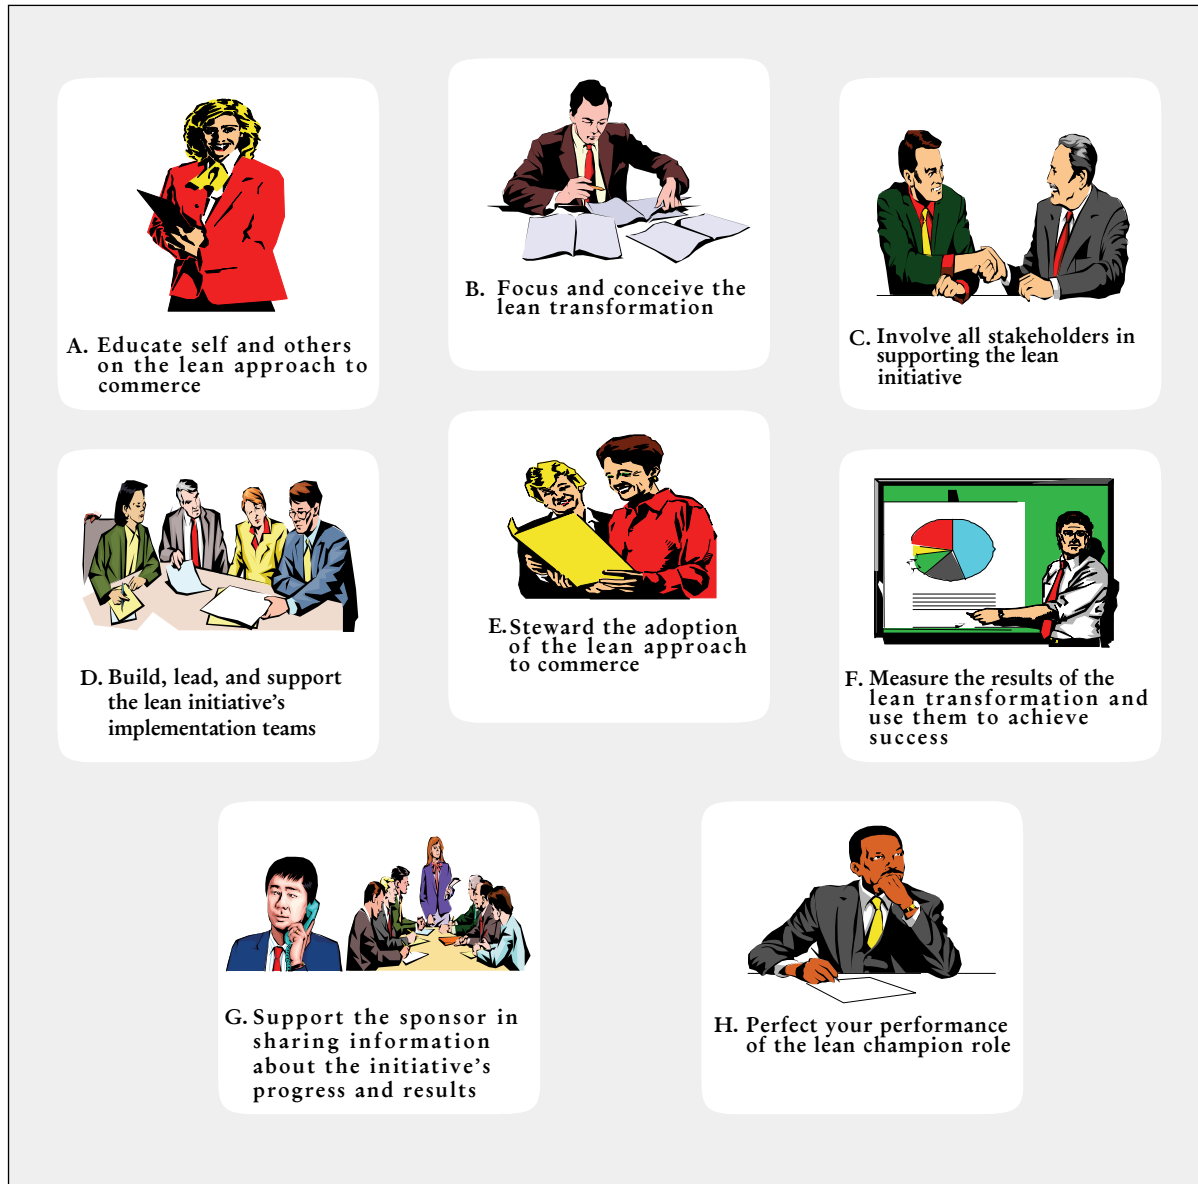 A. Educate self and others
on the lean approach to
commerce
B. Focus and conceive the
lean transformation
C. Involve all stakeholders in
supporting the lean
initiative
D. Build, lead, and support
the lean initiative’s
implementation teams
E. Steward the adoption
of the lean approach
to commerce
F. Measure the results of the
lean transformation and
use them to achieve
success
G. Support the sponsor in
sharing information
about the initiative’s
progress and results
H. Perfect your performance
of the lean champion role